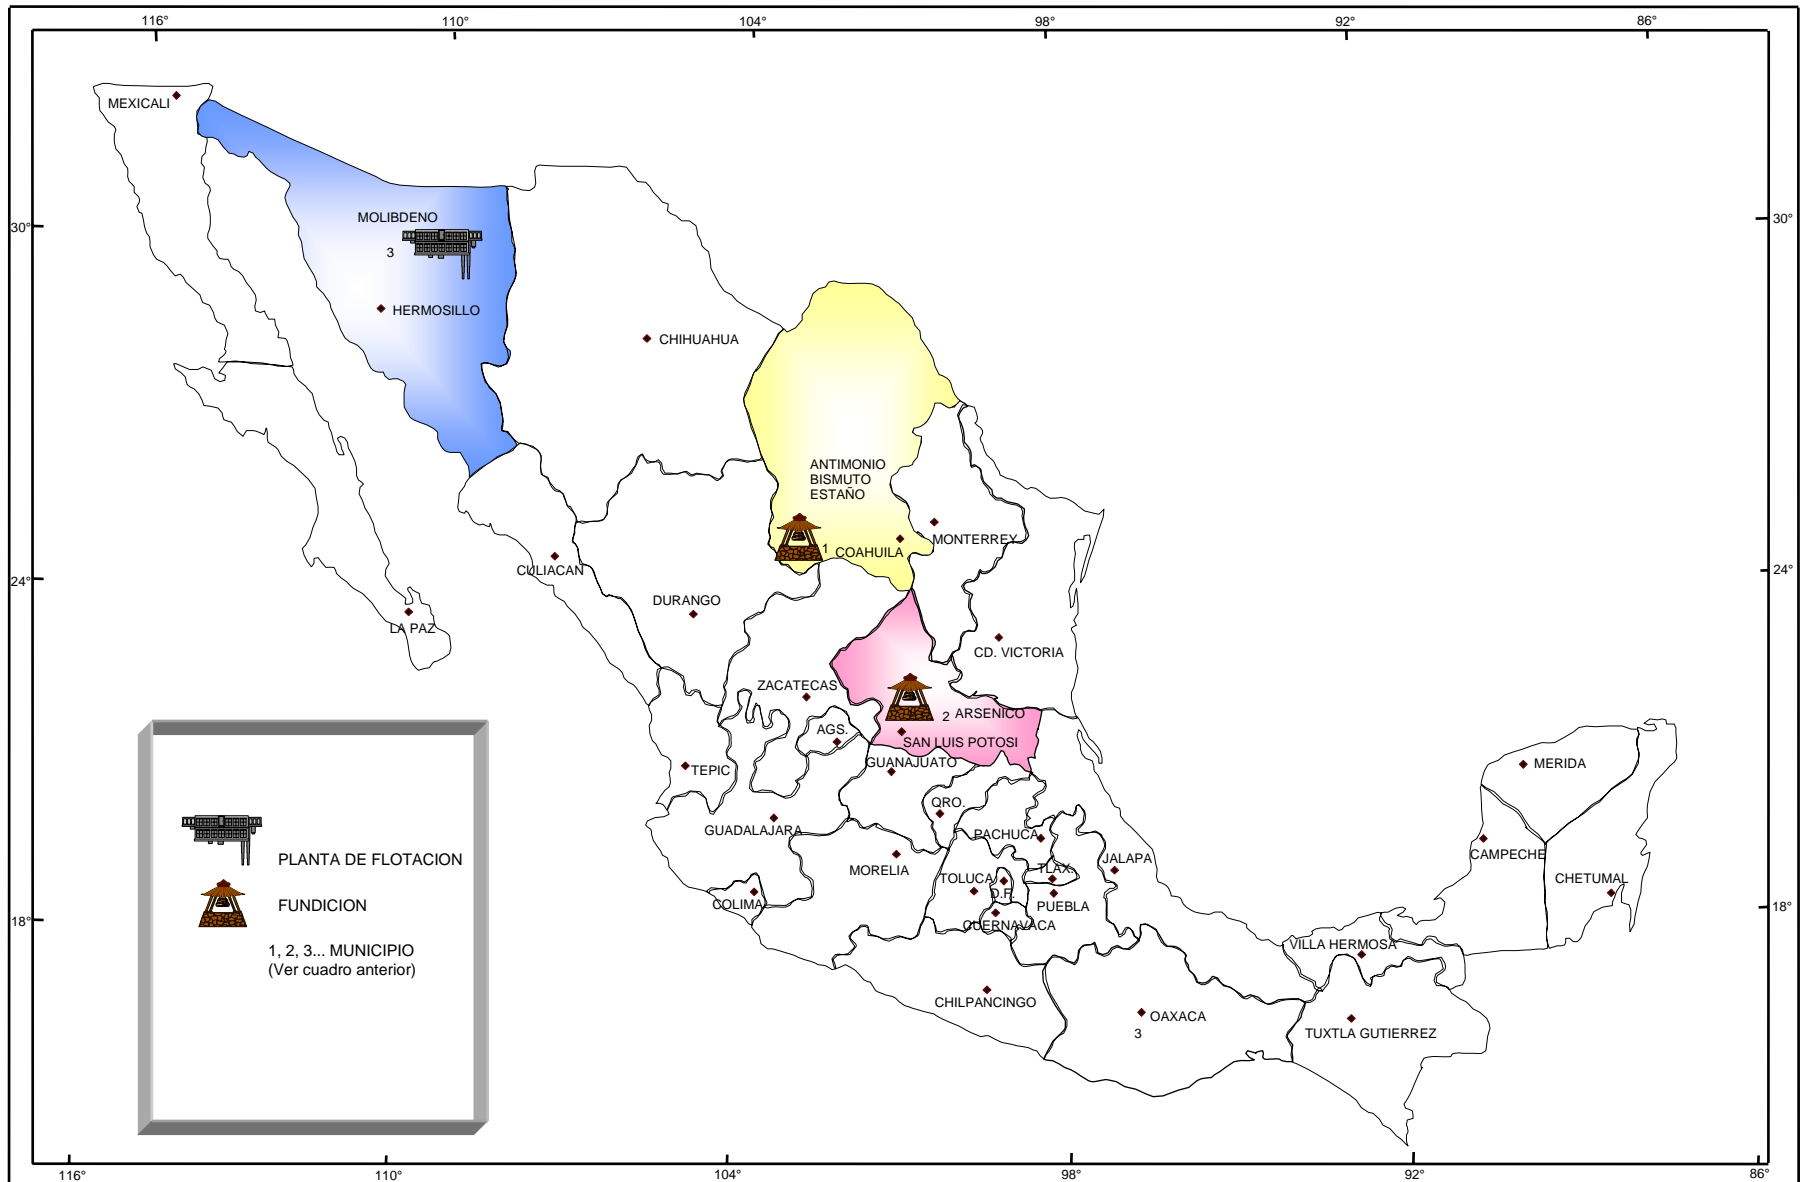 116° 110° 104° 98° 92° 86°
MEXICALI
MOLIBDENO
30° 30°
3
HERMOSILLO
CHIHUAHUA
ANTIMONIO
BISMUTO
ESTAÑO
MONTERREY
1 COAHUILA
CULIACAN
24° 24°
DURANGO
LA PAZ
CD. VICTORIA
ZACATECAS
2 ARSENICO
AGS.
SAN LUIS POTOSI
GUANAJUATO
TEPIC
MERIDA
QRO.
GUADALAJARA
PACHUCA
CAMPECHE
JALAPA
MORELIA
TLAX.
TOLUCA
CHETUMAL
D.F.
COLIMA
PUEBLA
CUERNAVACA
18° 18°
VILLA HERMOSA
CHILPANCINGO
OAXACA
3
TUXTLA GUTIERREZ
PLANTA DE FLOTACION
FUNDICION
1, 2, 3... MUNICIPIO
(Ver cuadro anterior)
116° 110° 104° 98° 92° 86°